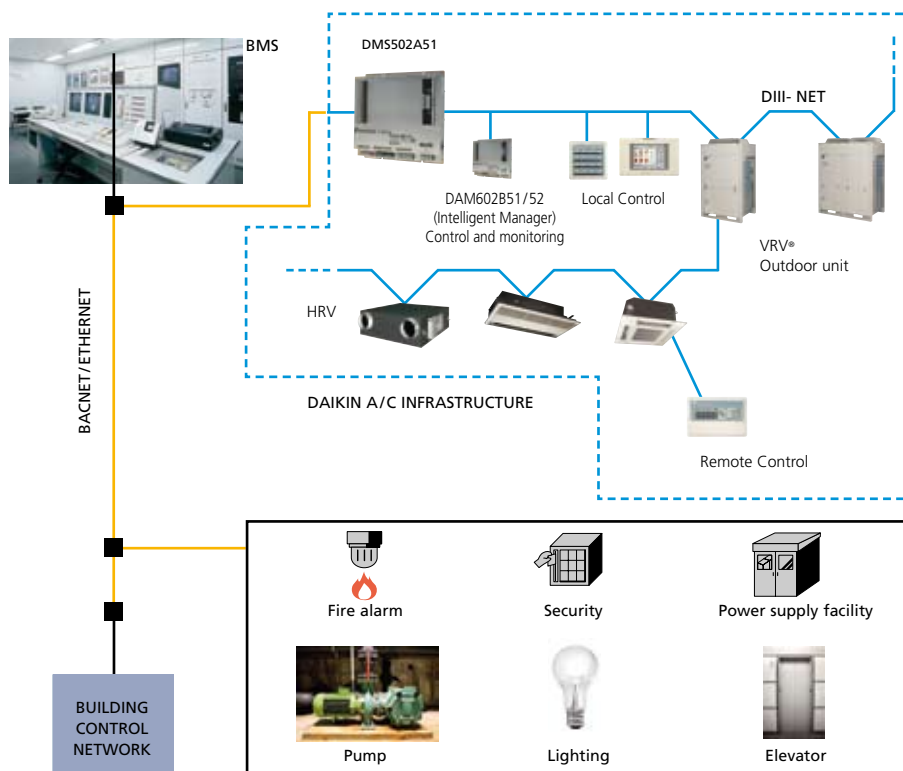 BMS
DMS502A51
DIII- NET
DAM602B51/52
(Intelligent Manager)
Control and monitoring
Local Control
VRV®
Outdoor unit
HRV
BACNET/ETHERNET
DAIKIN A/C INFRASTRUCTURE
Remote Control
Fire alarm
Security
Power supply facility
BUILDING
CONTROL
NETWORK
Pump
Lighting
Elevator